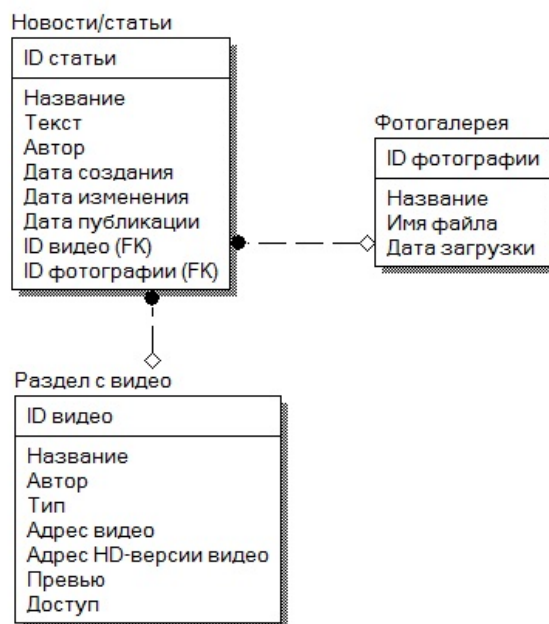 Новости/статьи
ID статьи
Название
Текст
Автор
Дата создания
Дата изменения
Дата публикации
ID видео (FK)
ID фотографии (FK)
Фотогалерея
ID фотографии
Название
Имя файла
Дата загрузки
Раздел с видео
ID видео
Название
Автор
Тип
Адрес видео
Адрес HD-версии видео
Превью
Доступ